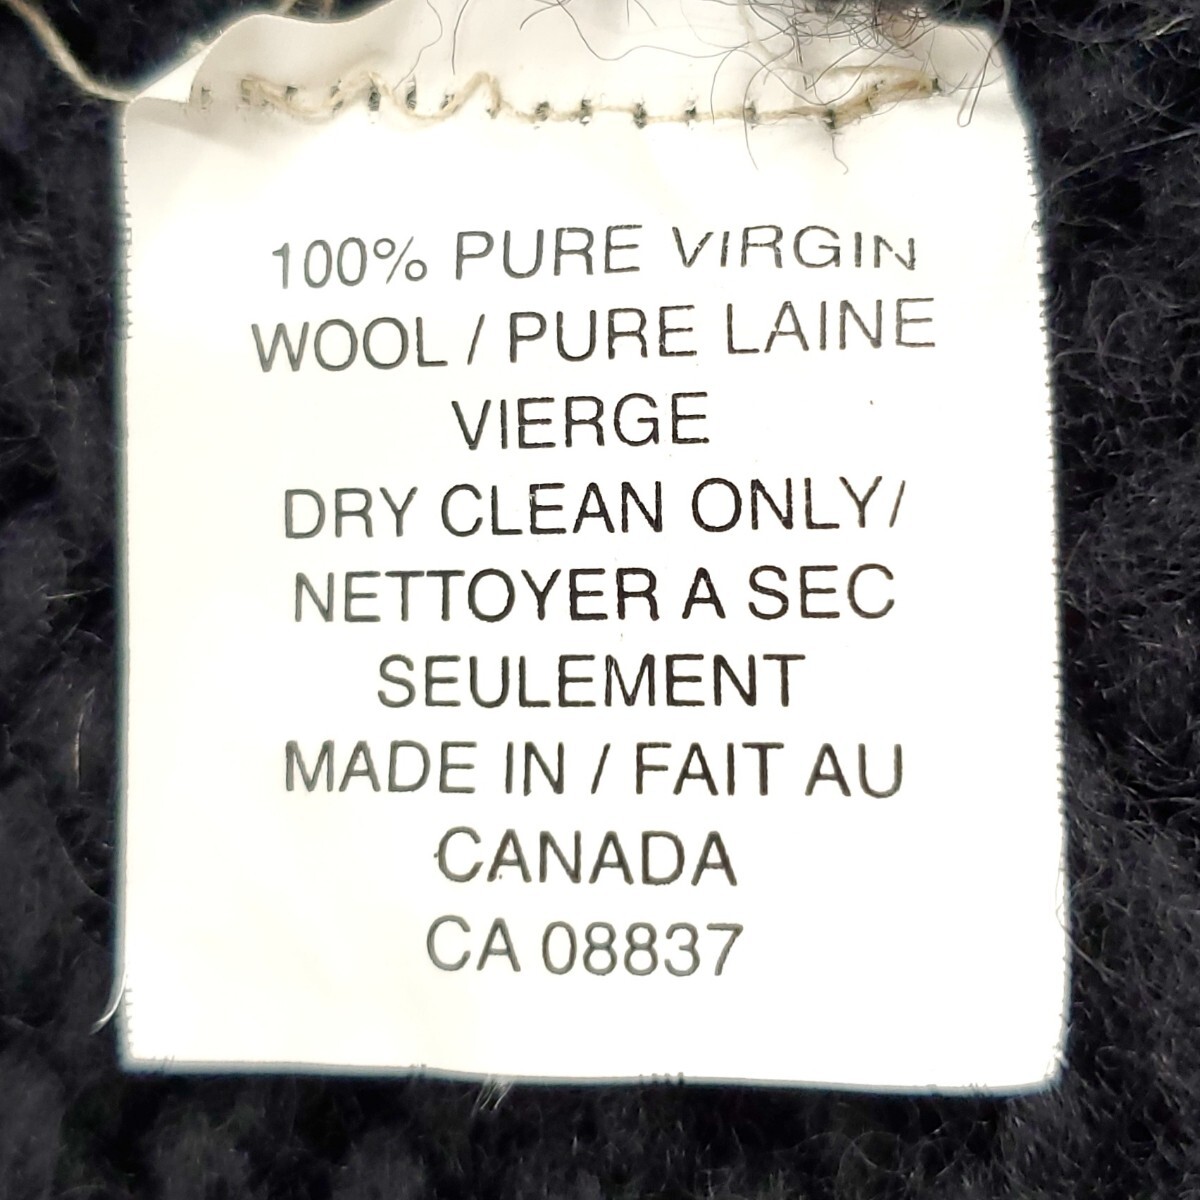 100% PURE VIRGIN
WOOL / PURE LAINE
VIERGE
DRY CLEAN ONLY/
NETTOYER A SEC
SEULEMENT
MADE IN / FAIT AU
CANADA
CA 08837